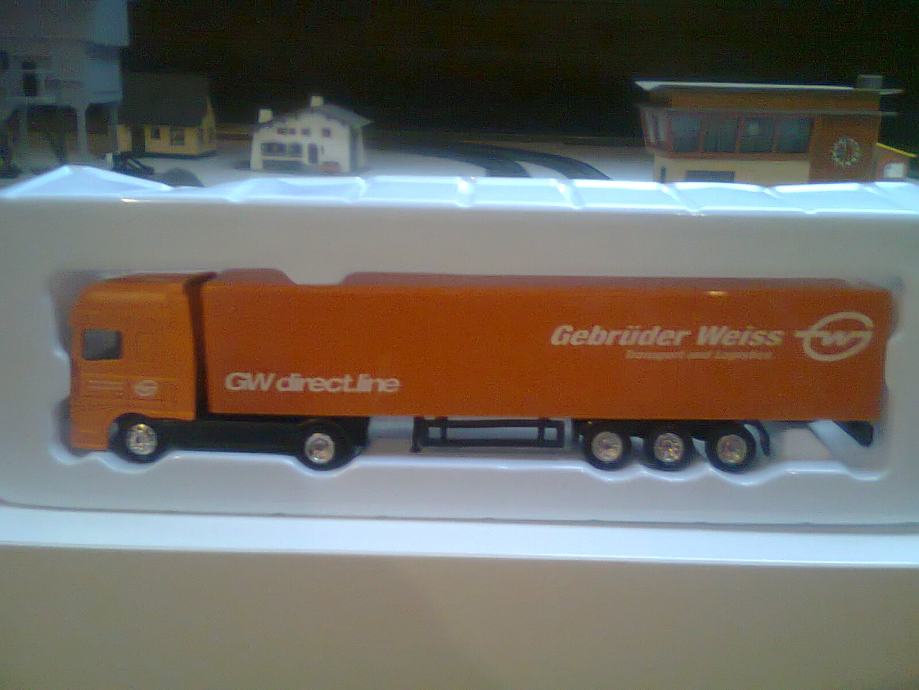 Gebrüder Weiss
Transport und Logistik
GW direct.line